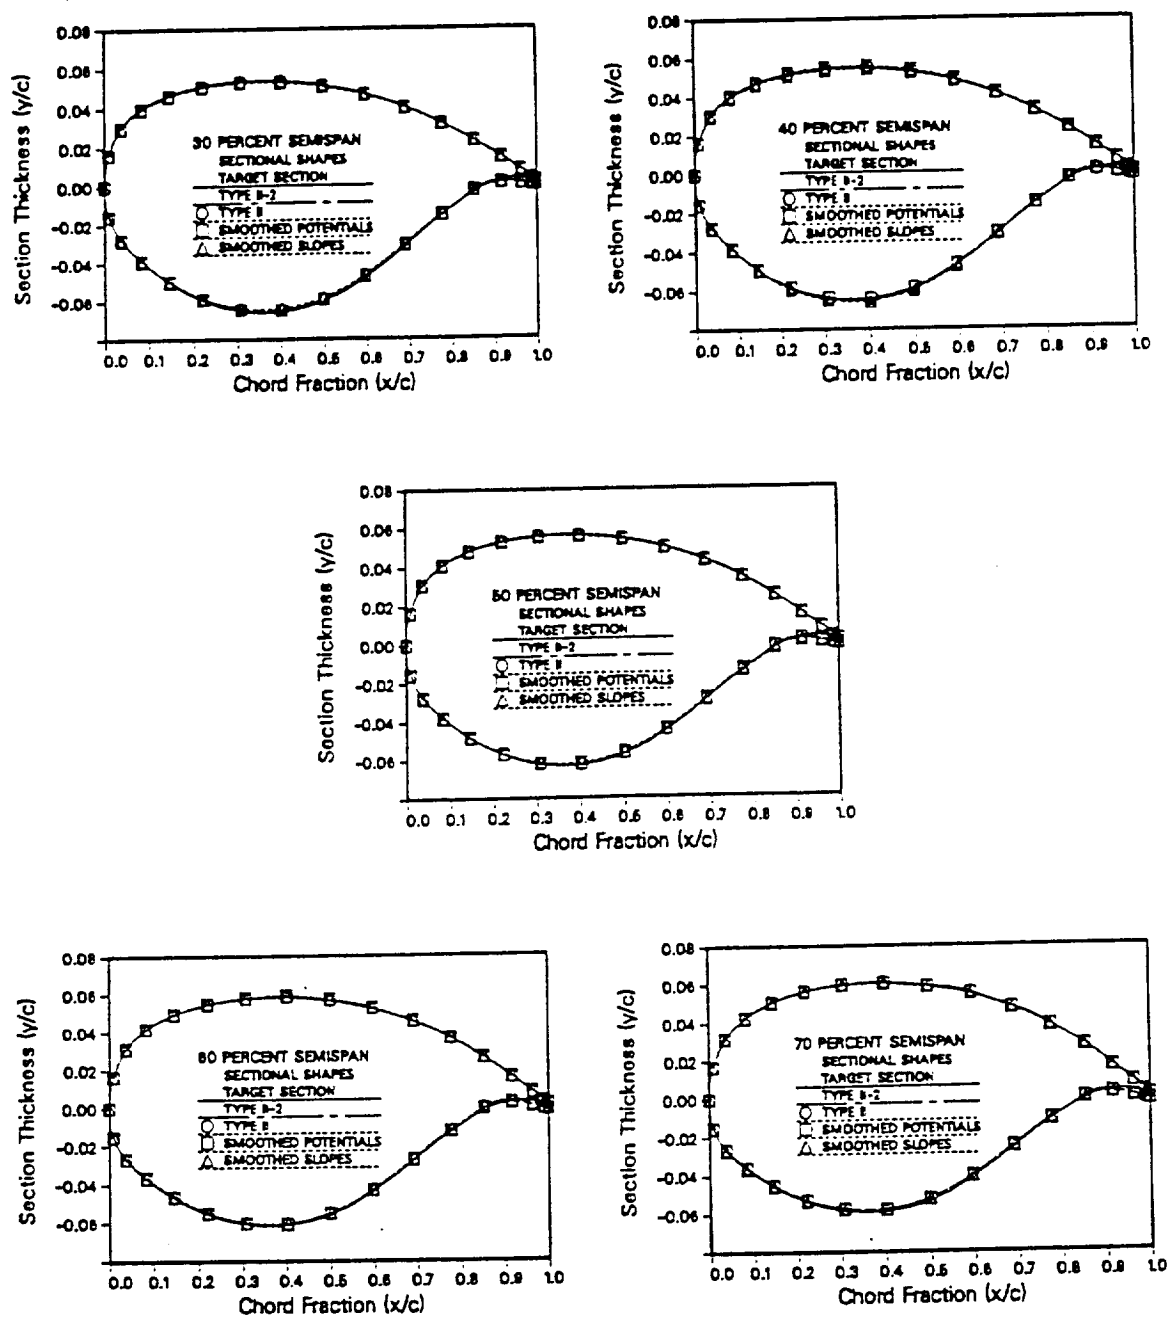 0.08
0.06
0.04
0.02
0.00
-0.02
-0.04
-0.06
Section Thickness (y/c)
30 PERCENT SEMISPAN
SECTIONAL SHAPES
TARGET SECTION
TYPE B-2
TYPE B
SMOOTHED POTENTIALS
SMOOTHED SLOPES
0.0 0.1 0.2 0.3 0.4 0.5 0.6 0.7 0.8 0.9 1.0
Chord Fraction (x/c)
0.08
0.06
0.04
0.02
0.00
-0.02
-0.04
-0.06
Section Thickness (y/c)
40 PERCENT SEMISPAN
SECTIONAL SHAPES
TARGET SECTION
TYPE B-2
TYPE B
SMOOTHED POTENTIALS
SMOOTHED SLOPES
0.0 0.1 0.2 0.3 0.4 0.5 0.6 0.7 0.8 0.9 1.0
Chord Fraction (x/c)
0.08
0.06
0.04
0.02
0.00
-0.02
-0.04
-0.06
Section Thickness (y/c)
50 PERCENT SEMISPAN
SECTIONAL SHAPES
TARGET SECTION
TYPE B-2
TYPE B
SMOOTHED POTENTIALS
SMOOTHED SLOPES
0.0 0.1 0.2 0.3 0.4 0.5 0.6 0.7 0.8 0.9 1.0
Chord Fraction (x/c)
0.08
0.06
0.04
0.02
0.00
-0.02
-0.04
-0.06
Section Thickness (y/c)
60 PERCENT SEMISPAN
SECTIONAL SHAPES
TARGET SECTION
TYPE B-2
TYPE B
SMOOTHED POTENTIALS
SMOOTHED SLOPES
0.0 0.1 0.2 0.3 0.4 0.5 0.6 0.7 0.8 0.9 1.0
Chord Fraction (x/c)
0.08
0.06
0.04
0.02
0.00
-0.02
-0.04
-0.06
Section Thickness (y/c)
70 PERCENT SEMISPAN
SECTIONAL SHAPES
TARGET SECTION
TYPE B-2
TYPE B
SMOOTHED POTENTIALS
SMOOTHED SLOPES
0.0 0.1 0.2 0.3 0.4 0.5 0.6 0.7 0.8 0.9 1.0
Chord Fraction (x/c)